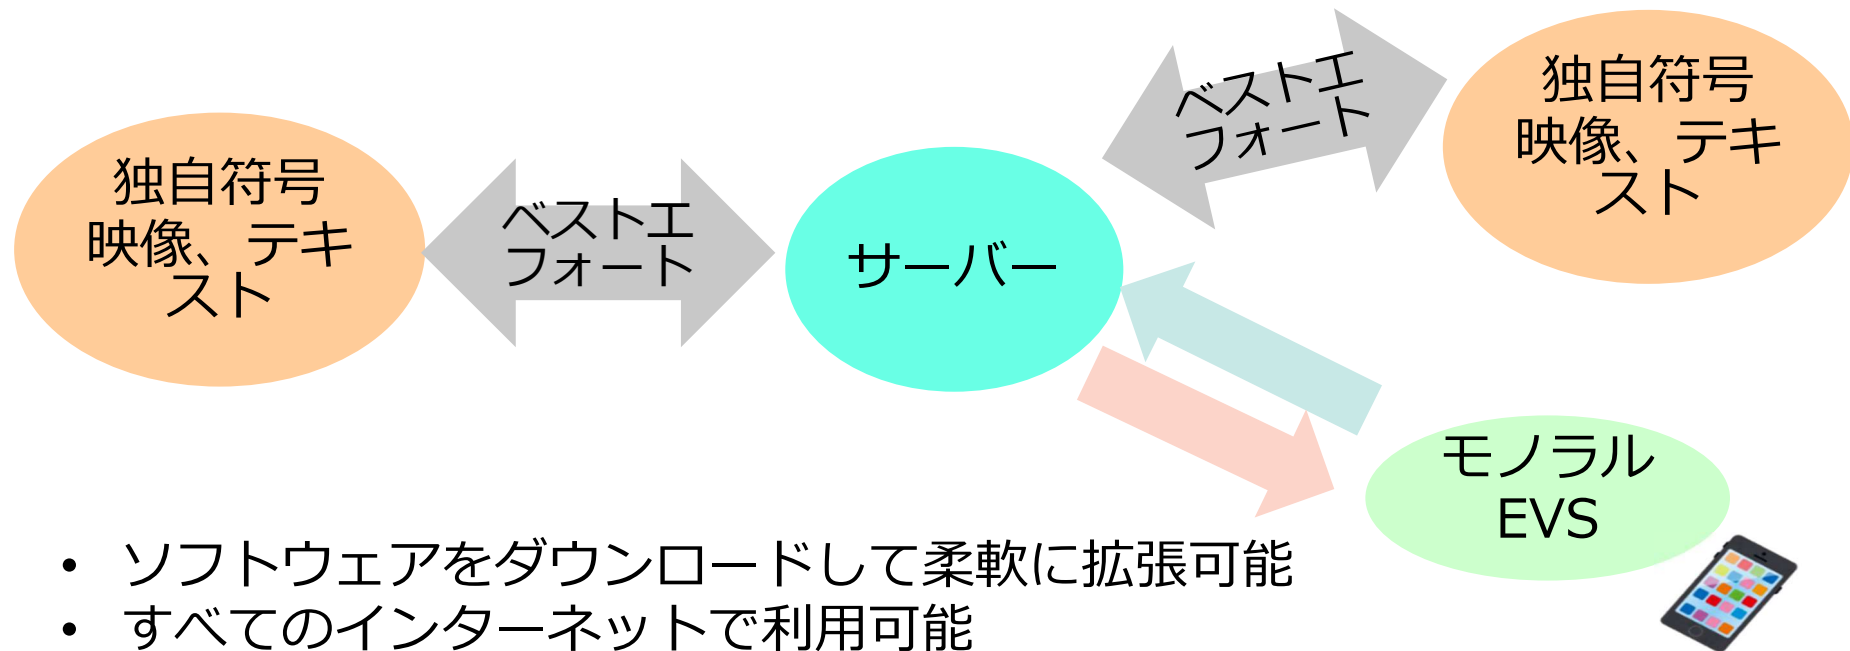 独自符号
映像、テキ
スト
ベストエ
フォート
サーバー
ベストエ
フォート
独自符号
映像、テキ
スト
モノラル
EVS
• ソフトウェアをダウンロードして柔軟に拡張可能
• すべてのインターネットで利用可能